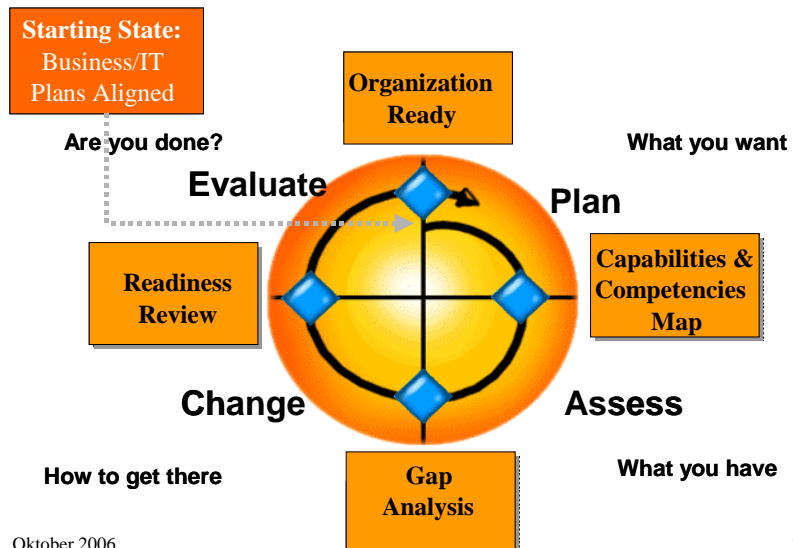 Starting State:
Business/IT
Plans Aligned
Organization
Ready
Are you done?
What you want
Evaluate
Plan
Readiness
Review
Capabilities &
Competencies
Map
Change
Assess
How to get there
Gap
Analysis
What you have
Oktober 2006